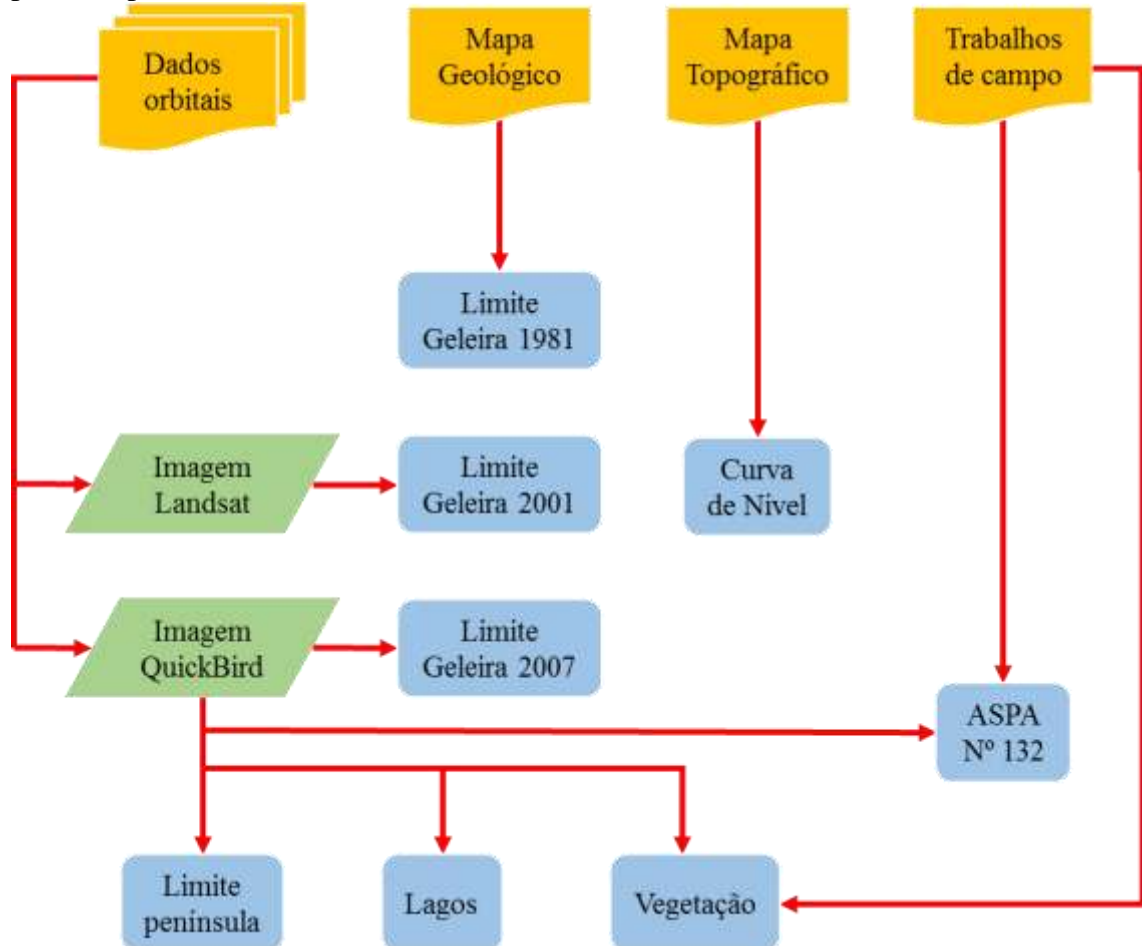 Dados
orbitais
Mapa
Geológico
Mapa
Topográfico
Trabalhos
de campo
Limite
Geleira 1981
Imagem
Landsat
Limite
Geleira 2001
Curva
de Nível
Imagem
QuickBird
Limite
Geleira 2007
ASPA
Nº 132
Limite
península
Lagos
Vegetação